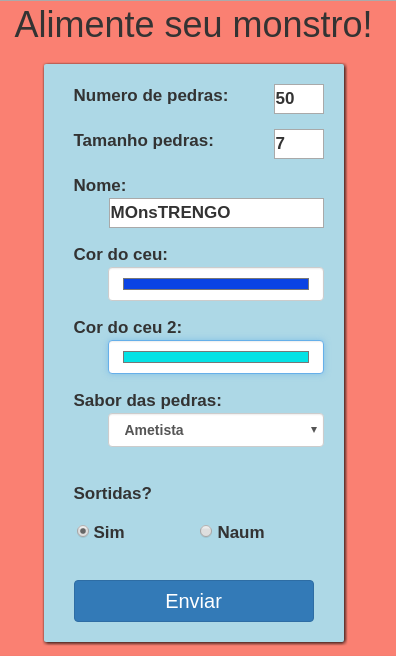 Alimente seu monstro!
Numero de pedras: 50
Tamanho pedras: 7
Nome:
MOnsTRENGO
Cor do ceu:
Cor do ceu 2:
Sabor das pedras:
Ametista
Sortidas?
Sim Naum
Enviar